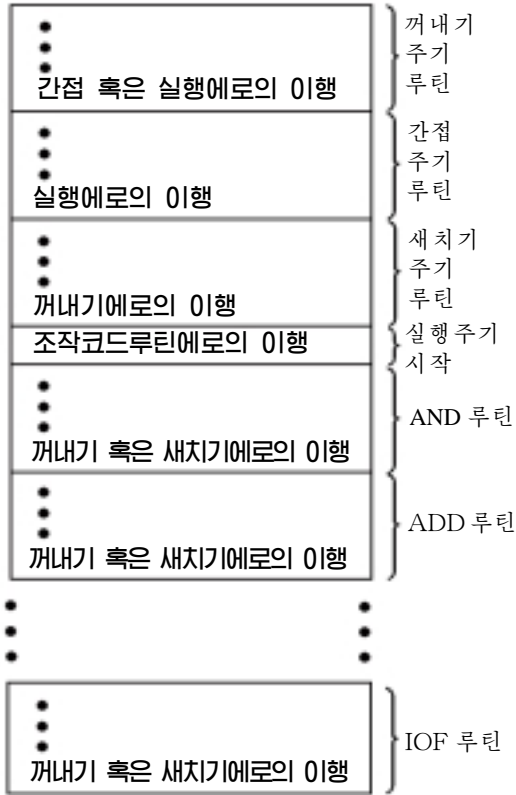 꺼내기
주기
루틴
간접 혹은 실행에로의 이행
간접
주기
루틴
실행에로의 이행
새치기
주기
루틴
꺼내기에로의 이행
조작코드루틴에로의 이행
실행주기
시작
AND 루틴
꺼내기 혹은 새치기에로의 이행
ADD 루틴
꺼내기 혹은 새치기에로의 이행
IOF 루틴
꺼내기 혹은 새치기에로의 이행